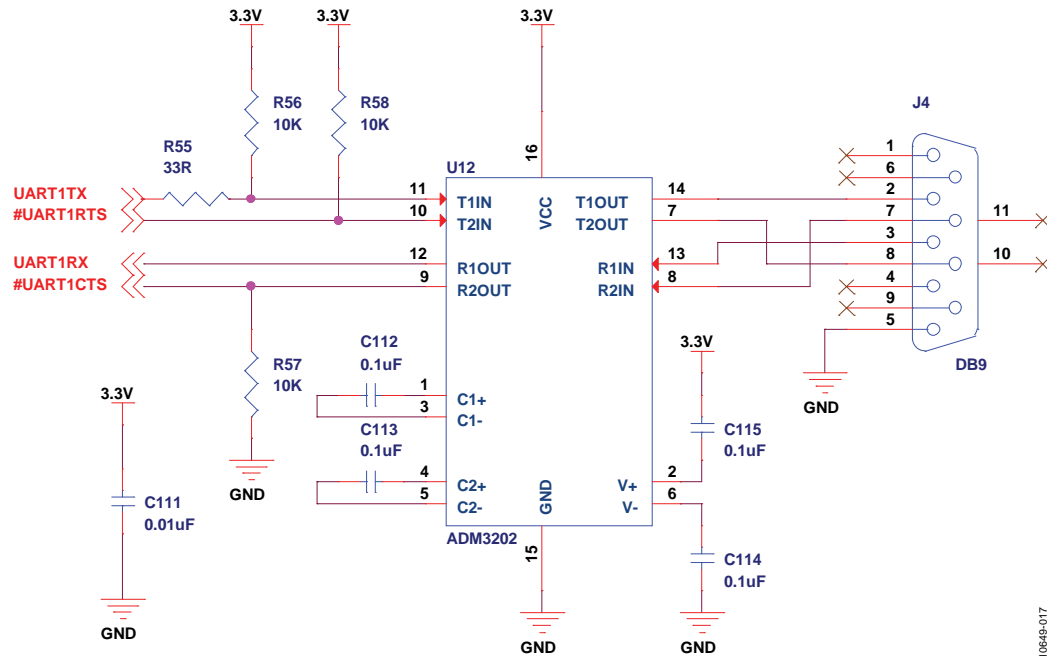 3.3V
3.3V
3.3V
R56
10K
R58
10K
R55
33R
J4
U12
16
UART1TX
#UART1RTS
UART1RX
#UART1CTS
11
10
12
9
T1IN
T2IN
R1OUT
R2OUT
VCC
T1OUT
T2OUT
R1IN
R2IN
14
7
13
8
1
6
2
7
3
8
4
9
5
11
10
DB9
GND
R57
10K
GND
C112
0.1uF
1
3
C1+
C1-
C113
0.1uF
4
5
C2+
C2-
3.3V
C115
0.1uF
2
6
V+
V-
GND
ADM3202
15
GND
C114
0.1uF
GND
3.3V
C111
0.01uF
GND
10649-017